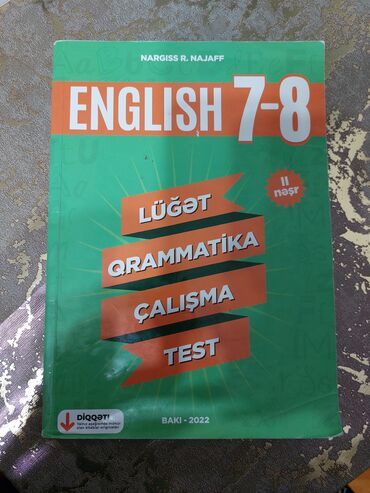 NARGISS R. NAJAFF
ENGLISH 7-8
II
nəşr
LÜĞƏT
QRAMMATİKA
ÇALIŞMA
TEST
DİQQƏT!
BAKI - 2022